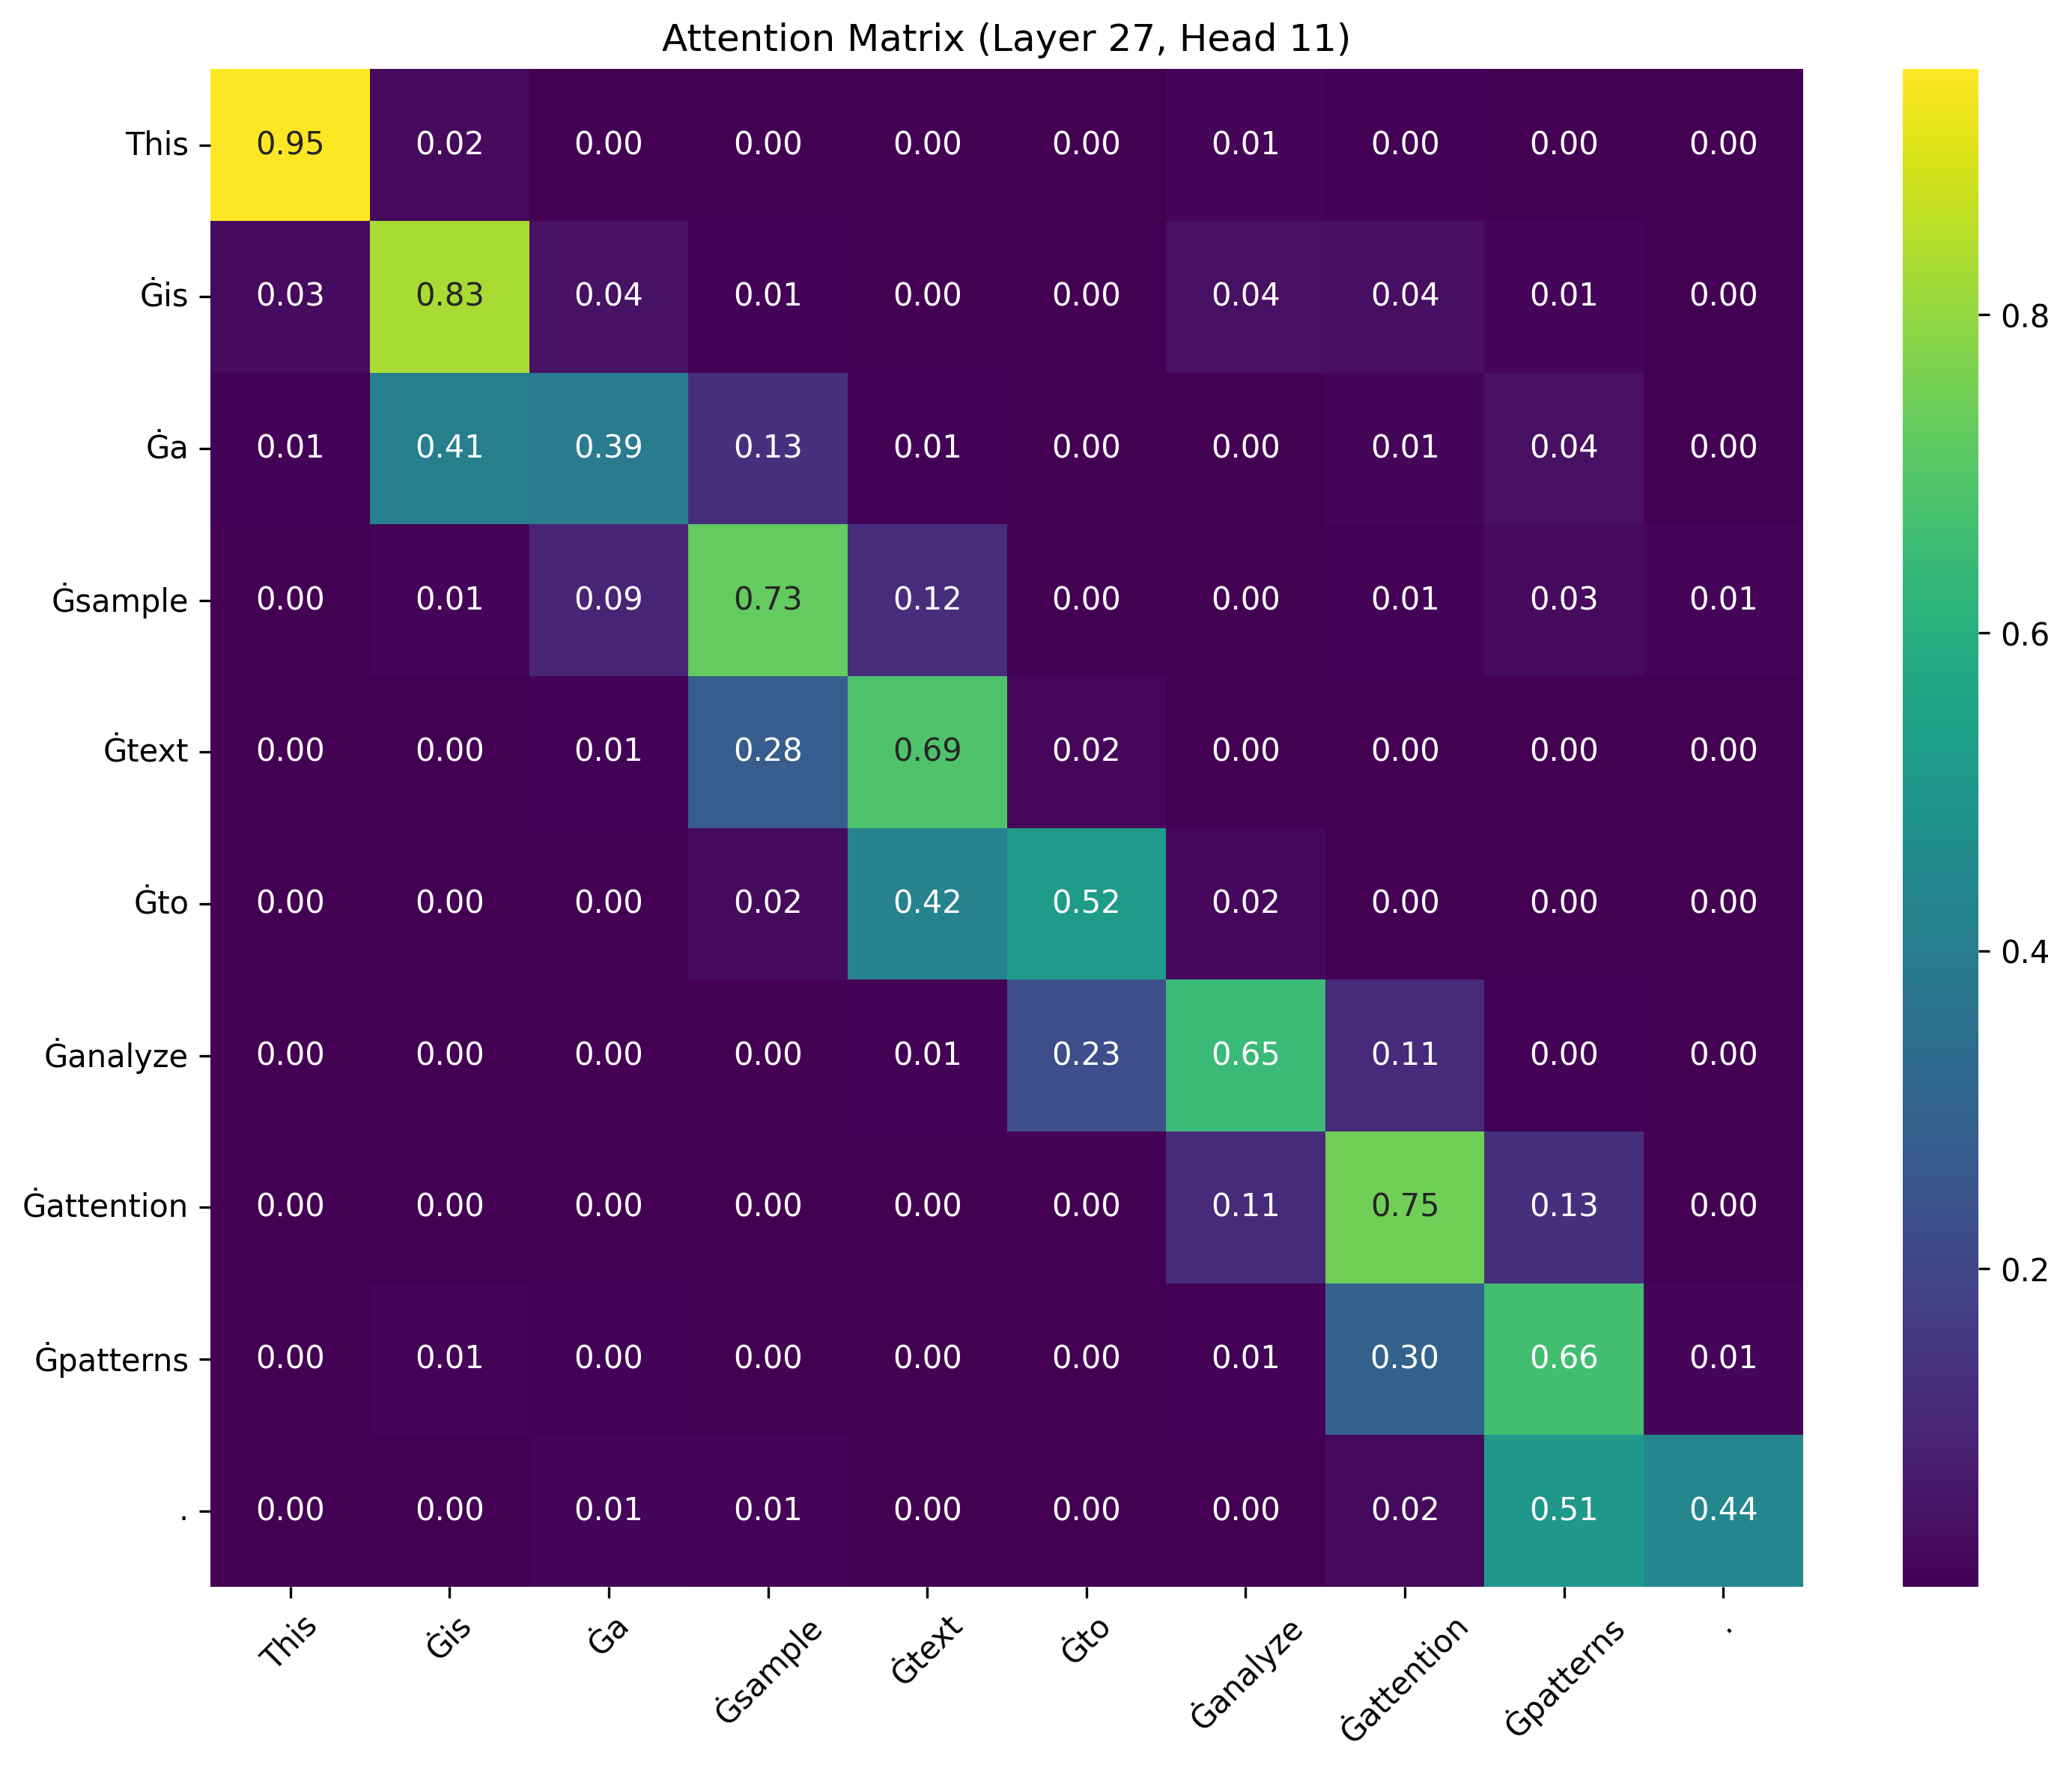 Attention Matrix (Layer 27, Head 11)
This 0.95 0.02 0.00 0.00 0.00 0.00 0.01 0.00 0.00 0.00
Ġis 0.03 0.83 0.04 0.01 0.00 0.00 0.04 0.04 0.01 0.00
Ġa 0.01 0.41 0.39 0.13 0.01 0.00 0.00 0.01 0.04 0.00
Ġsample 0.00 0.01 0.09 0.73 0.12 0.00 0.00 0.01 0.03 0.01
Ġtext 0.00 0.00 0.01 0.28 0.69 0.02 0.00 0.00 0.00 0.00
Ġto 0.00 0.00 0.00 0.02 0.42 0.52 0.02 0.00 0.00 0.00
Ġanalyze 0.00 0.00 0.00 0.00 0.01 0.23 0.65 0.11 0.00 0.00
Ġattention 0.00 0.00 0.00 0.00 0.00 0.00 0.11 0.75 0.13 0.00
Ġpatterns 0.00 0.01 0.00 0.00 0.00 0.00 0.01 0.30 0.66 0.01
. 0.00 0.00 0.01 0.01 0.00 0.00 0.00 0.02 0.51 0.44
This Ġis Ġa Ġsample Ġtext Ġto Ġanalyze Ġattention Ġpatterns .
0.8
0.6
0.4
0.2